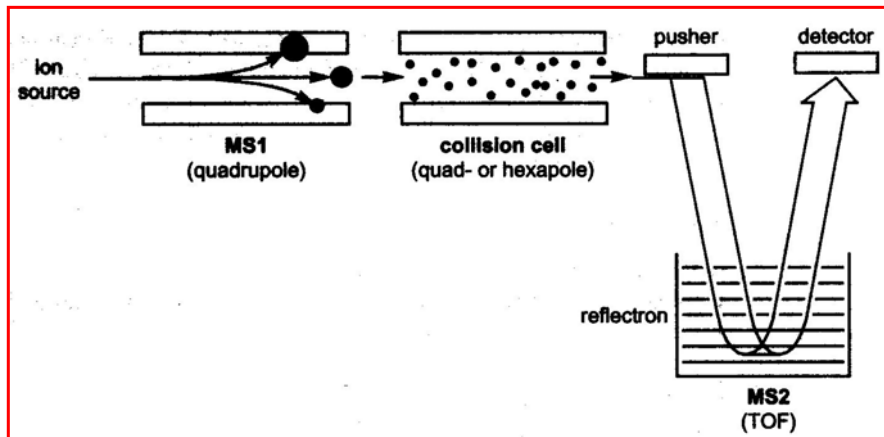 ion
source
MS1
(quadrupole)
collision cell
(quad- or hexapole)
pusher
detector
reflectron
MS2
(TOF)